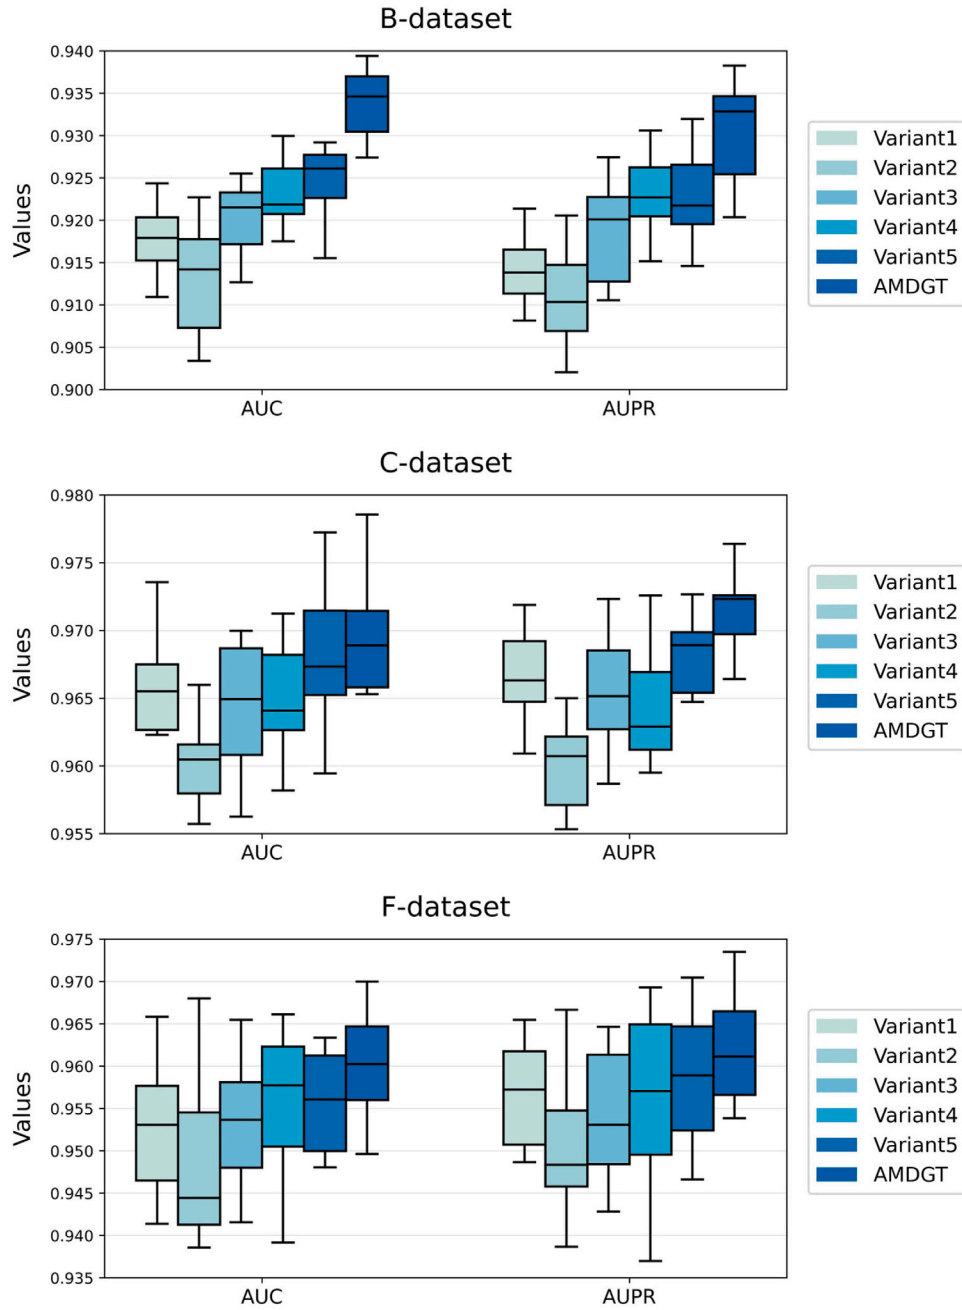 B-dataset
0.940
0.935
0.930
0.925
0.920
0.915
0.910
0.905
0.900
Values
AUC
AUPR
Variant1
Variant2
Variant3
Variant4
Variant5
AMDGT
C-dataset
0.980
0.975
0.970
0.965
0.960
0.955
Values
AUC
AUPR
Variant1
Variant2
Variant3
Variant4
Variant5
AMDGT
F-dataset
0.975
0.970
0.965
0.960
0.955
0.950
0.945
0.940
0.935
Values
AUC
AUPR
Variant1
Variant2
Variant3
Variant4
Variant5
AMDGT